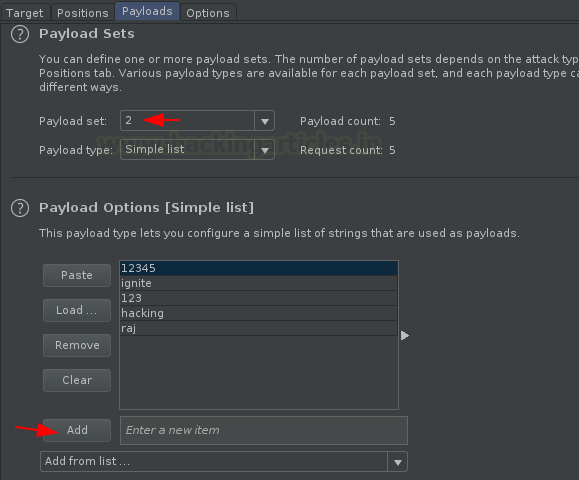 Target Positions Payloads Options
? Payload Sets
You can define one or more payload sets. The number of payload sets depends on the attack typ
Positions tab. Various payload types are available for each payload set, and each payload type ca
different ways.
Payload set: 2 Payload count: 5
www.hackingarticles.in
Payload type: Simple list Request count: 5
? Payload Options [Simple list]
This payload type lets you configure a simple list of strings that are used as payloads.
Paste
Load ...
Remove
Clear
12345
ignite
123
hacking
raj
Add Enter a new item
Add from list ...